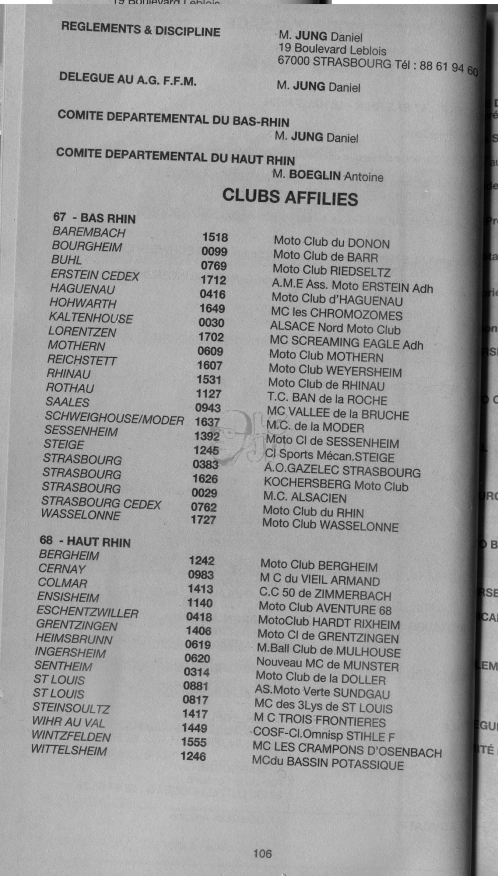 REGLEMENTS & DISCIPLINE M. JUNG Daniel
19 Boulevard Leblois
67000 STRASBOURG Tél : 88 61 94 60
DELEGUE AU A.G. F.F.M. M. JUNG Daniel
COMITE DEPARTEMENTAL DU BAS-RHIN
M. JUNG Daniel
COMITE DEPARTEMENTAL DU HAUT RHIN
M. BOEGLIN Antoine
CLUBS AFFILIES
67 - BAS RHIN
BAREMBACH 1518 Moto Club du DONON
BOURGHEIM 0099 Moto Club de BARR
BUHL 0769 Moto Club RIEDSELTZ
ERSTEIN CEDEX 1712 A.M.E Ass. Moto ERSTEIN Adh
HAGUENAU 0416 Moto Club d'HAGUENAU
HOHWARTH 1649 MC les CHROMOZOMES
KALTENHOUSE 0030 ALSACE Nord Moto Club
LORENTZEN 1702 MC SCREAMING EAGLE Adh
MOTHERN 0609 Moto Club MOTHERN
REICHSTETT 1607 Moto Club WEYERSHEIM
RHINAU 1531 Moto Club de RHINAU
ROTHAU 1127 T.C. BAN de la ROCHE
SAALES 0943 MC VALLEE de la BRUCHE
SCHWEIGHOUSE/MODER 1637 M.C. de la MODER
SESSENHEIM 1392 Moto Cl de SESSENHEIM
STEIGE 1245 Cl Sports Mécan.STEIGE
STRASBOURG 0383 A.O.GAZELEC STRASBOURG
STRASBOURG 1626 KOCHERSBERG Moto Club
STRASBOURG 0029 M.C. ALSACIEN
STRASBOURG CEDEX 0762 Moto Club du RHIN
WASSELONNE 1727 Moto Club WASSELONNE
68 - HAUT RHIN
BERGHEIM 1242 Moto Club BERGHEIM
CERNAY 0983 M C du VIEIL ARMAND
COLMAR 1413 C.C 50 de ZIMMERBACH
ENSISHEIM 1140 Moto Club AVENTURE 68
ESCHENTZWILLER 0418 MotoClub HARDT RIXHEIM
GRENTZINGEN 1406 Moto Cl de GRENTZINGEN
HEIMSBRUNN 0619 M.Ball Club de MULHOUSE
INGERSHEIM 0620 Nouveau MC de MUNSTER
SENTHEIM 0314 Moto Club de la DOLLER
ST LOUIS 0881 AS.Moto Verte SUNDGAU
ST LOUIS 0817 MC des 3Lys de ST LOUIS
STEINSOULTZ 1417 M C TROIS FRONTIERES
WIHR AU VAL 1449 COSF-Cl.Omnisp STIHLE F
WINTZFELDEN 1555 MC LES CRAMPONS D'OSENBACH
WITTELSHEIM 1246 MCdu BASSIN POTASSIQUE
106